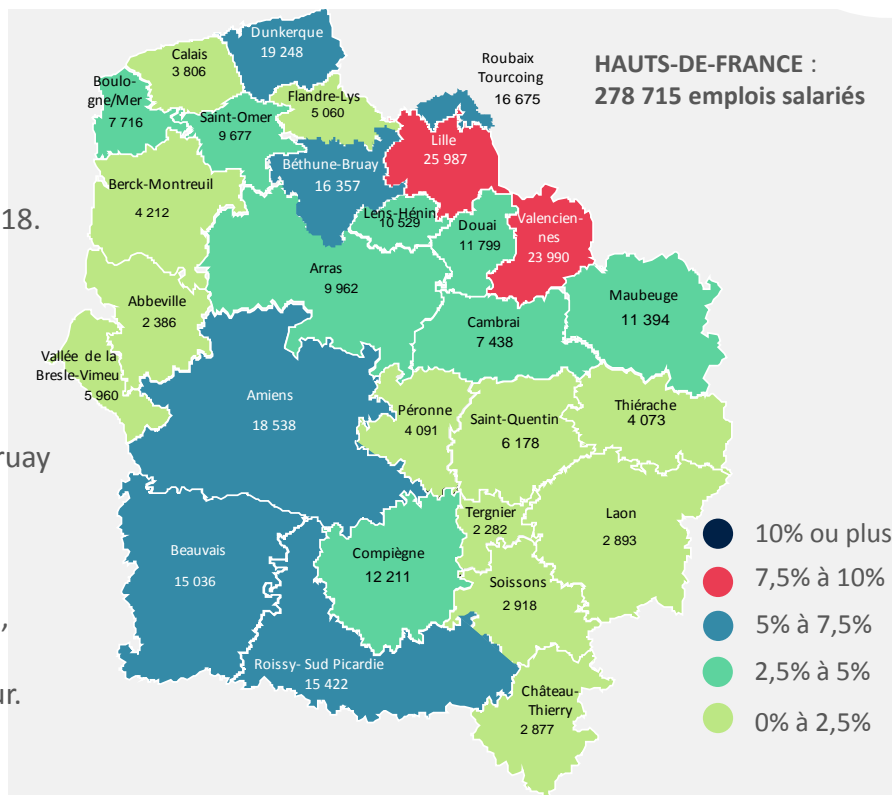 Dunkerque
19 248
Calais
3 806
Roubaix
Tourcoing
16 675
HAUTS-DE-FRANCE :
278 715 emplois salariés
Boulo-
gne/Mer
7 716
Flandre-Lys
5 060
Saint-Omer
9 677
Lille
25 987
Béthune-Bruay
16 357
18.
Berck-Montreuil
4 212
Lens-Hénin
10 529
Douai
11 799
Valencien-
nes
23 990
Arras
9 962
Maubeuge
11 394
Abbeville
2 386
Cambrai
7 438
Vallée de la
Bresle-Vimeu
5 960
Amiens
18 538
Péronne
4 091
Saint-Quentin
6 178
Thiérache
4 073
ruay
Tergnier
2 282
Laon
2 893
Beauvais
15 036
Compiègne
12 211
Soissons
2 918
,
Roissy- Sud Picardie
15 422
ur.
Château-
Thierry
2 877
10% ou plus
7,5% à 10%
5% à 7,5%
2,5% à 5%
0% à 2,5%